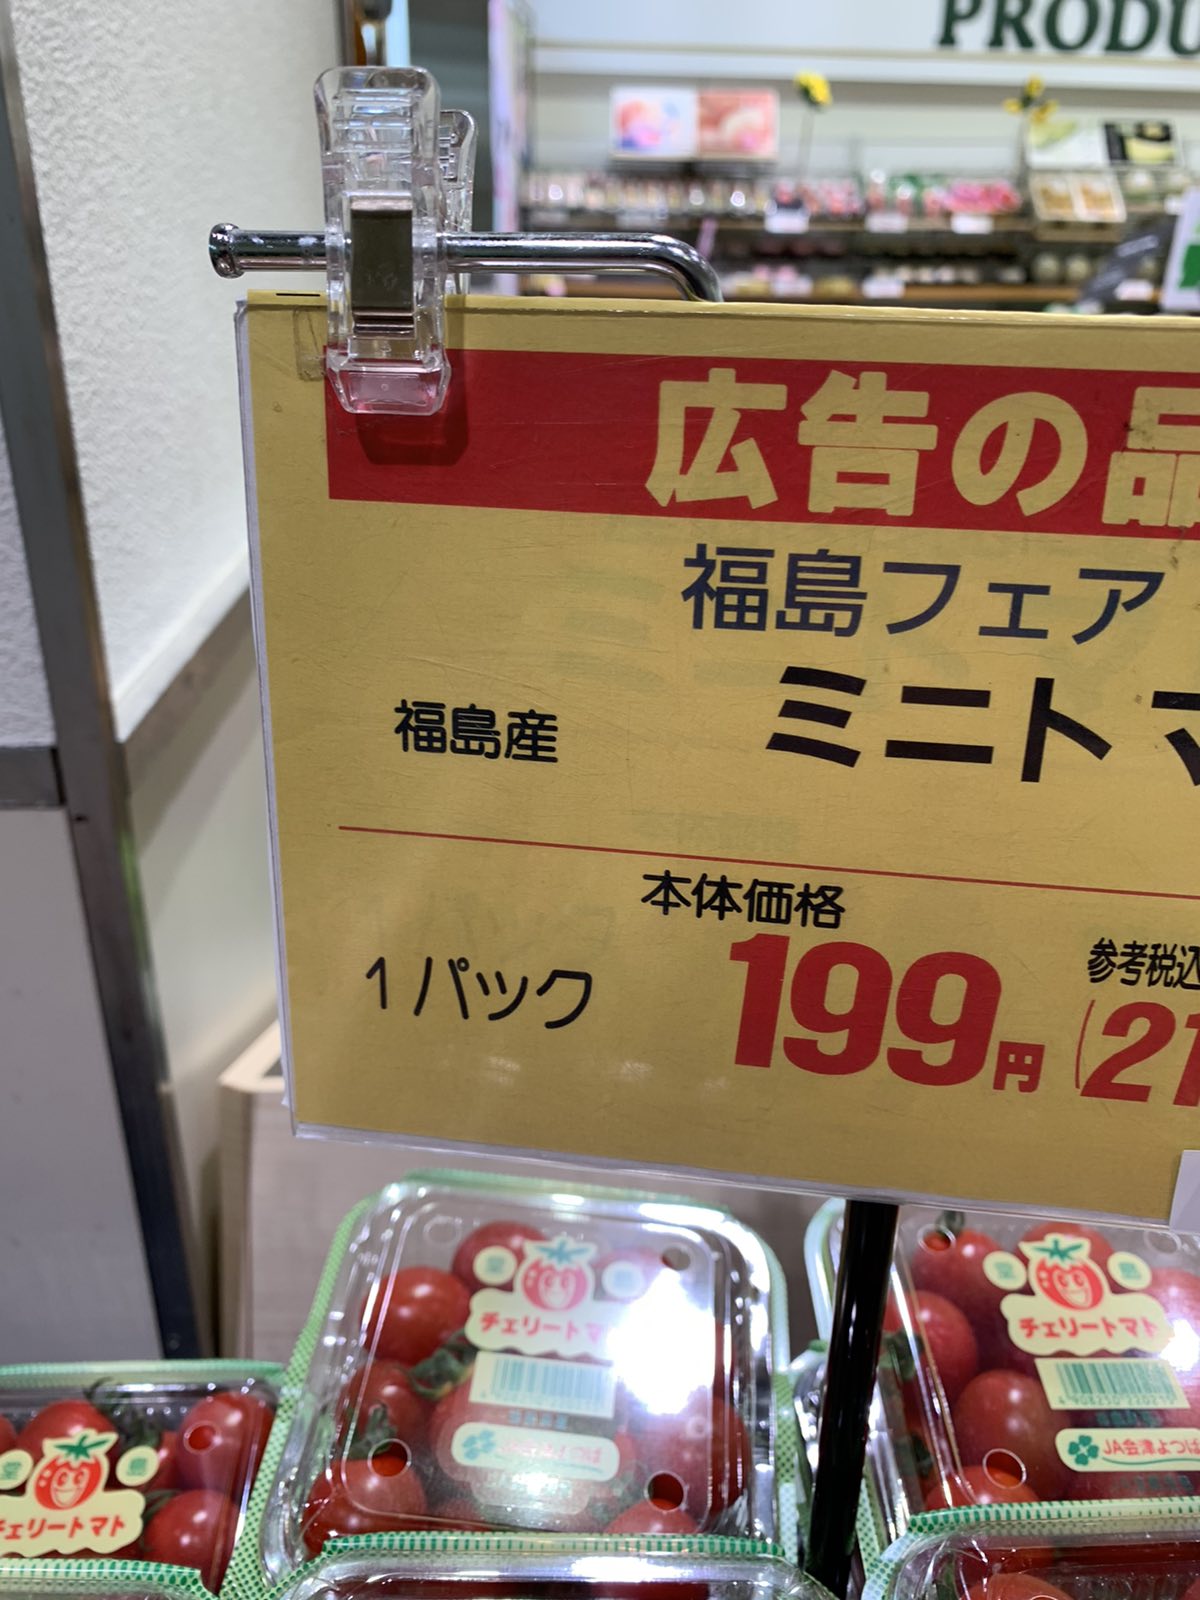 PRODU
広告の品
福島フェア
福島産
ミニトマ
本体価格
1パック
199円
参考税込
(21
チェリートマ
チェリートマト
JA会津よつば
チェリートマト